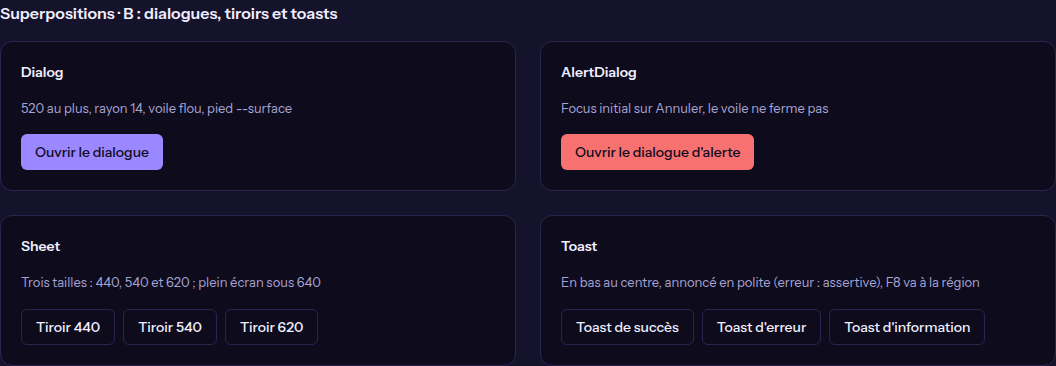 Superpositions · B : dialogues, tiroirs et toasts
Dialog
520 au plus, rayon 14, voile flou, pied --surface
Ouvrir le dialogue
AlertDialog
Focus initial sur Annuler, le voile ne ferme pas
Ouvrir le dialogue d'alerte
Sheet
Trois tailles : 440, 540 et 620 ; plein écran sous 640
Tiroir 440
Tiroir 540
Tiroir 620
Toast
En bas au centre, annoncé en polite (erreur : assertive), F8 va à la région
Toast de succès
Toast d'erreur
Toast d'information